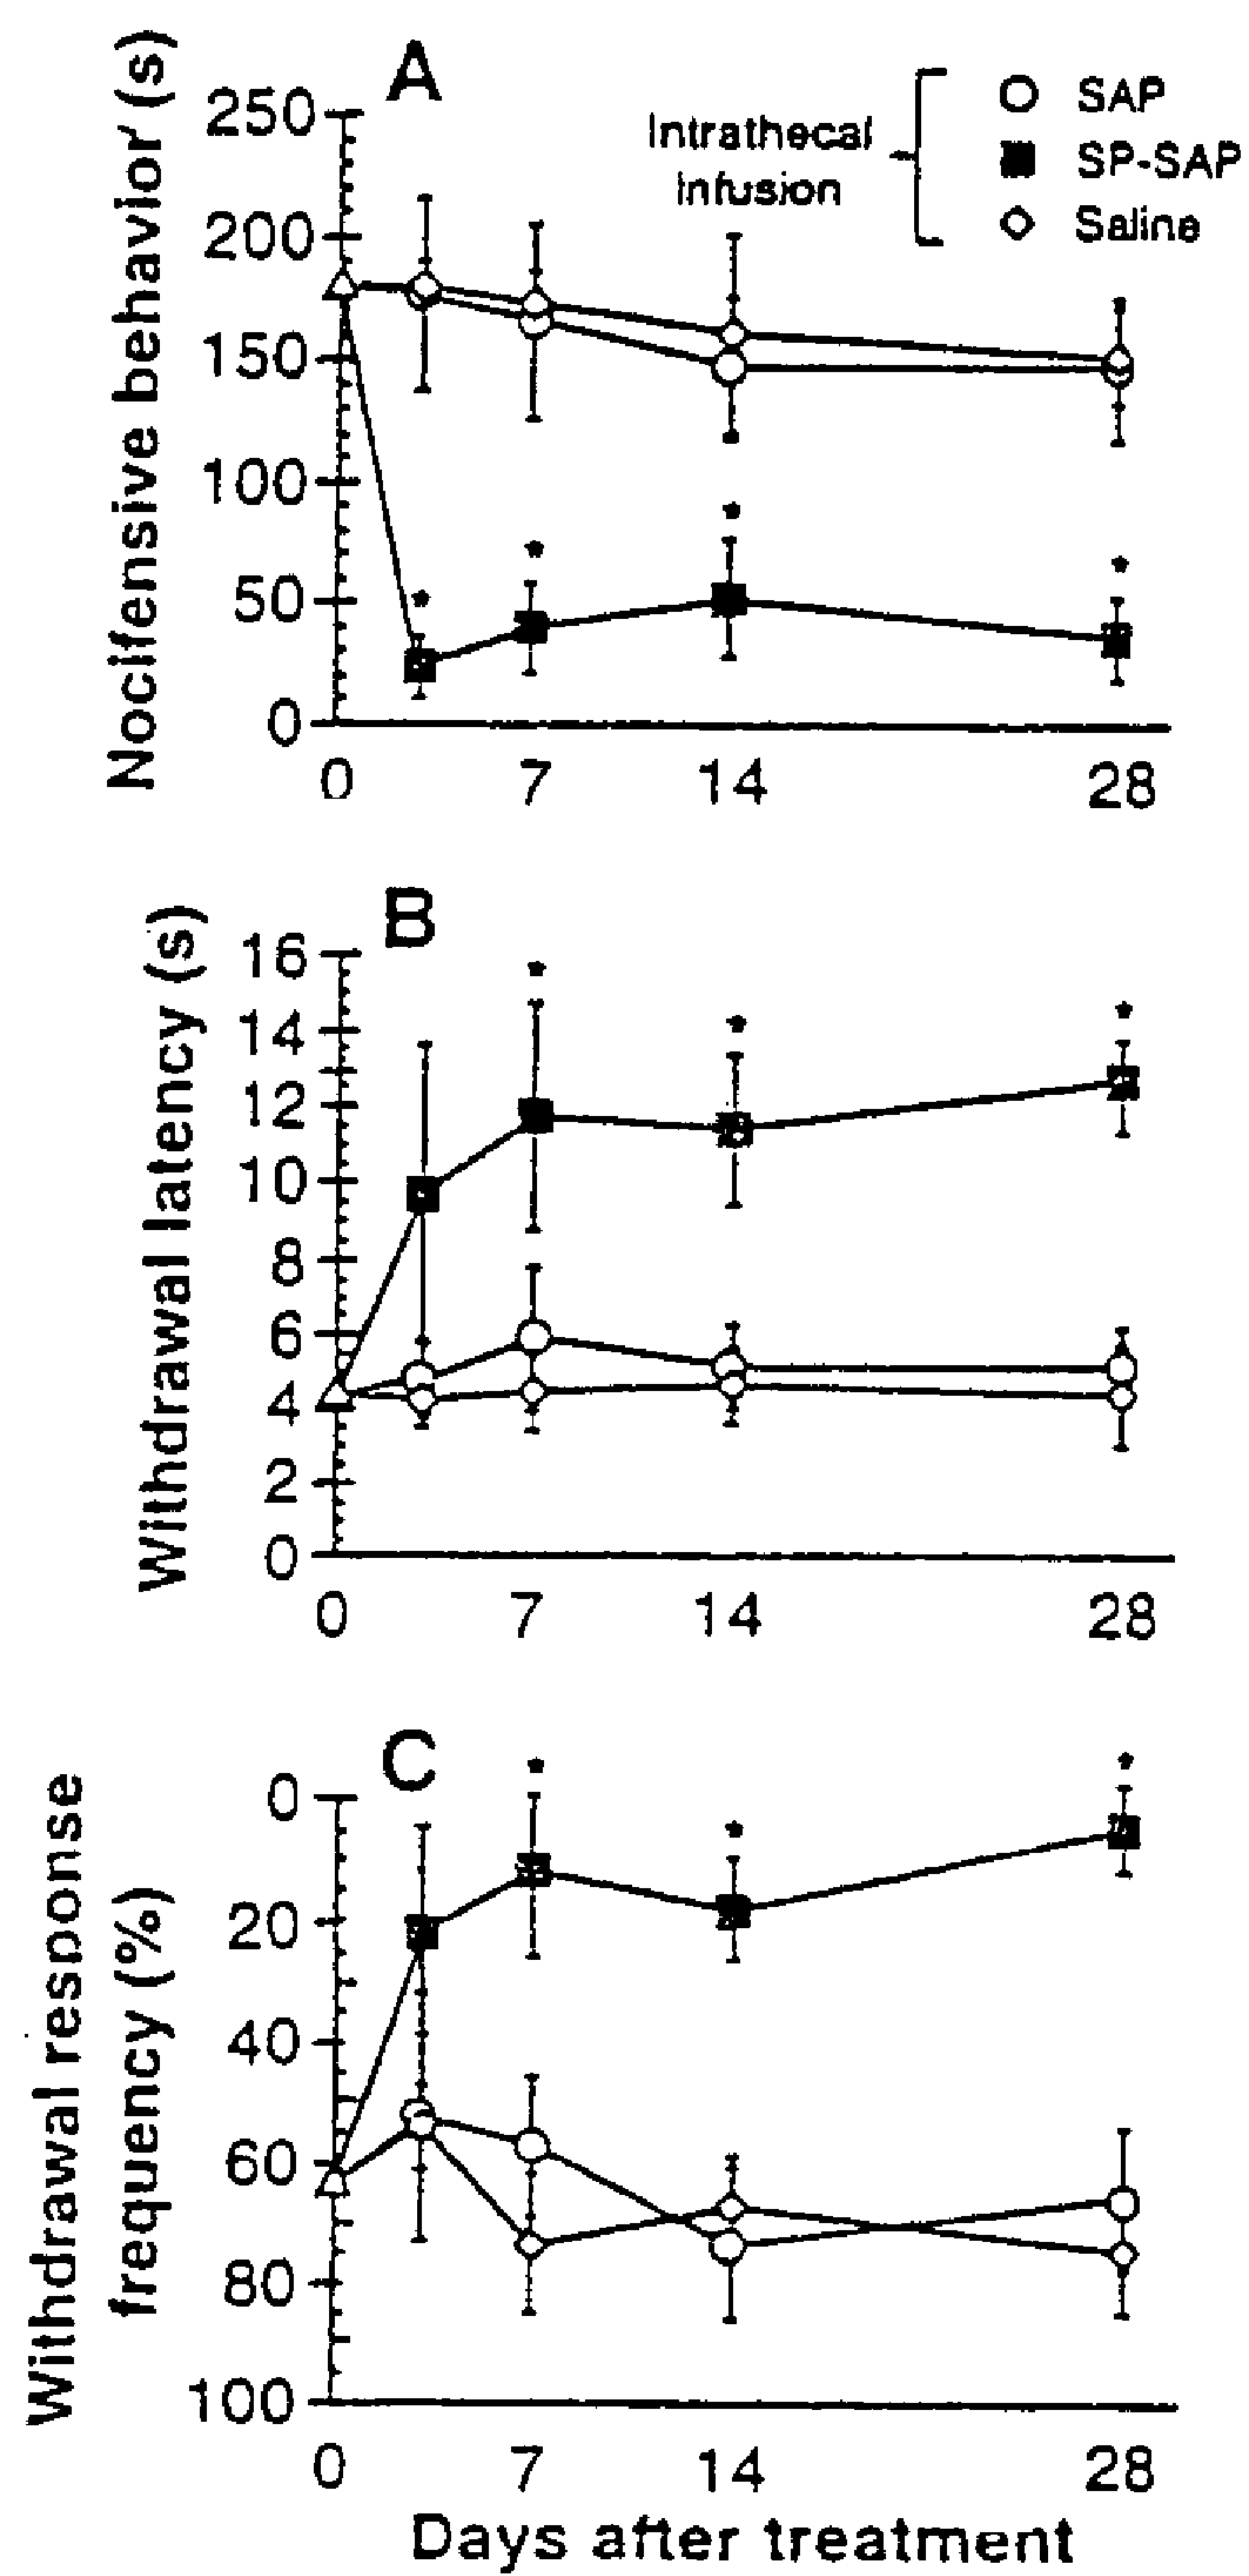 A
Nocifensive behavior (s)
250
200
150
100
50
0
Intrathecal
Infusion
SAP
SP-SAP
Saline
*
*
*
*
0 7 14 28
B
Withdrawal latency (s)
16
14
12
10
8
6
4
2
0
*
*
*
0 7 14 28
C
Withdrawal response
frequency (%)
0
20
40
60
80
100
*
*
*
0 7 14 28
Days after treatment